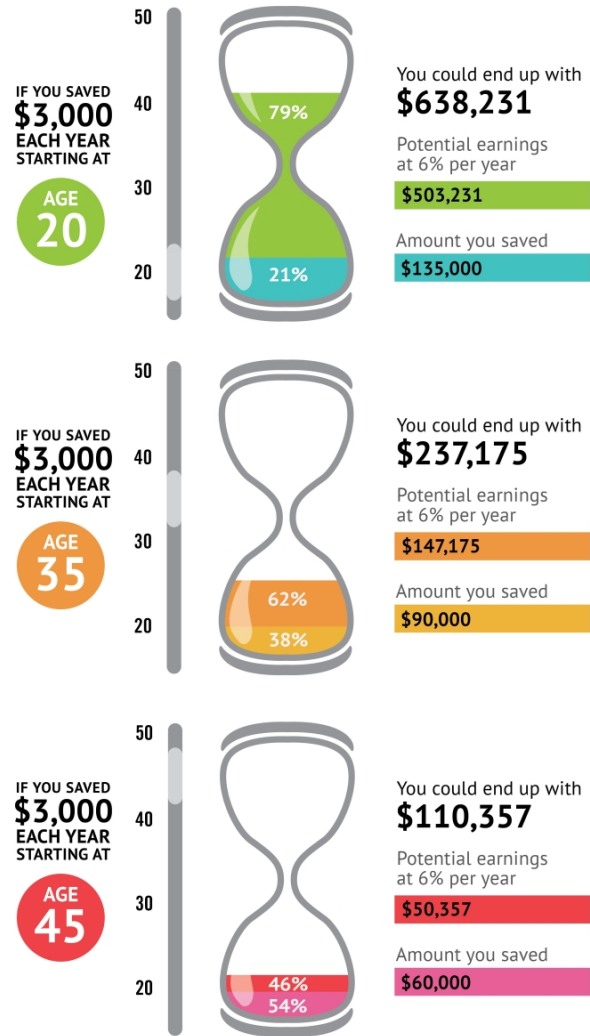 50
IF YOU SAVED
$3,000
EACH YEAR
STARTING AT
AGE
20
40
30
20
79%
21%
You could end up with
$638,231
Potential earnings
at 6% per year
$503,231
Amount you saved
$135,000
50
IF YOU SAVED
$3,000
EACH YEAR
STARTING AT
AGE
35
40
30
20
62%
38%
You could end up with
$237,175
Potential earnings
at 6% per year
$147,175
Amount you saved
$90,000
50
IF YOU SAVED
$3,000
EACH YEAR
STARTING AT
AGE
45
40
30
20
46%
54%
You could end up with
$110,357
Potential earnings
at 6% per year
$50,357
Amount you saved
$60,000